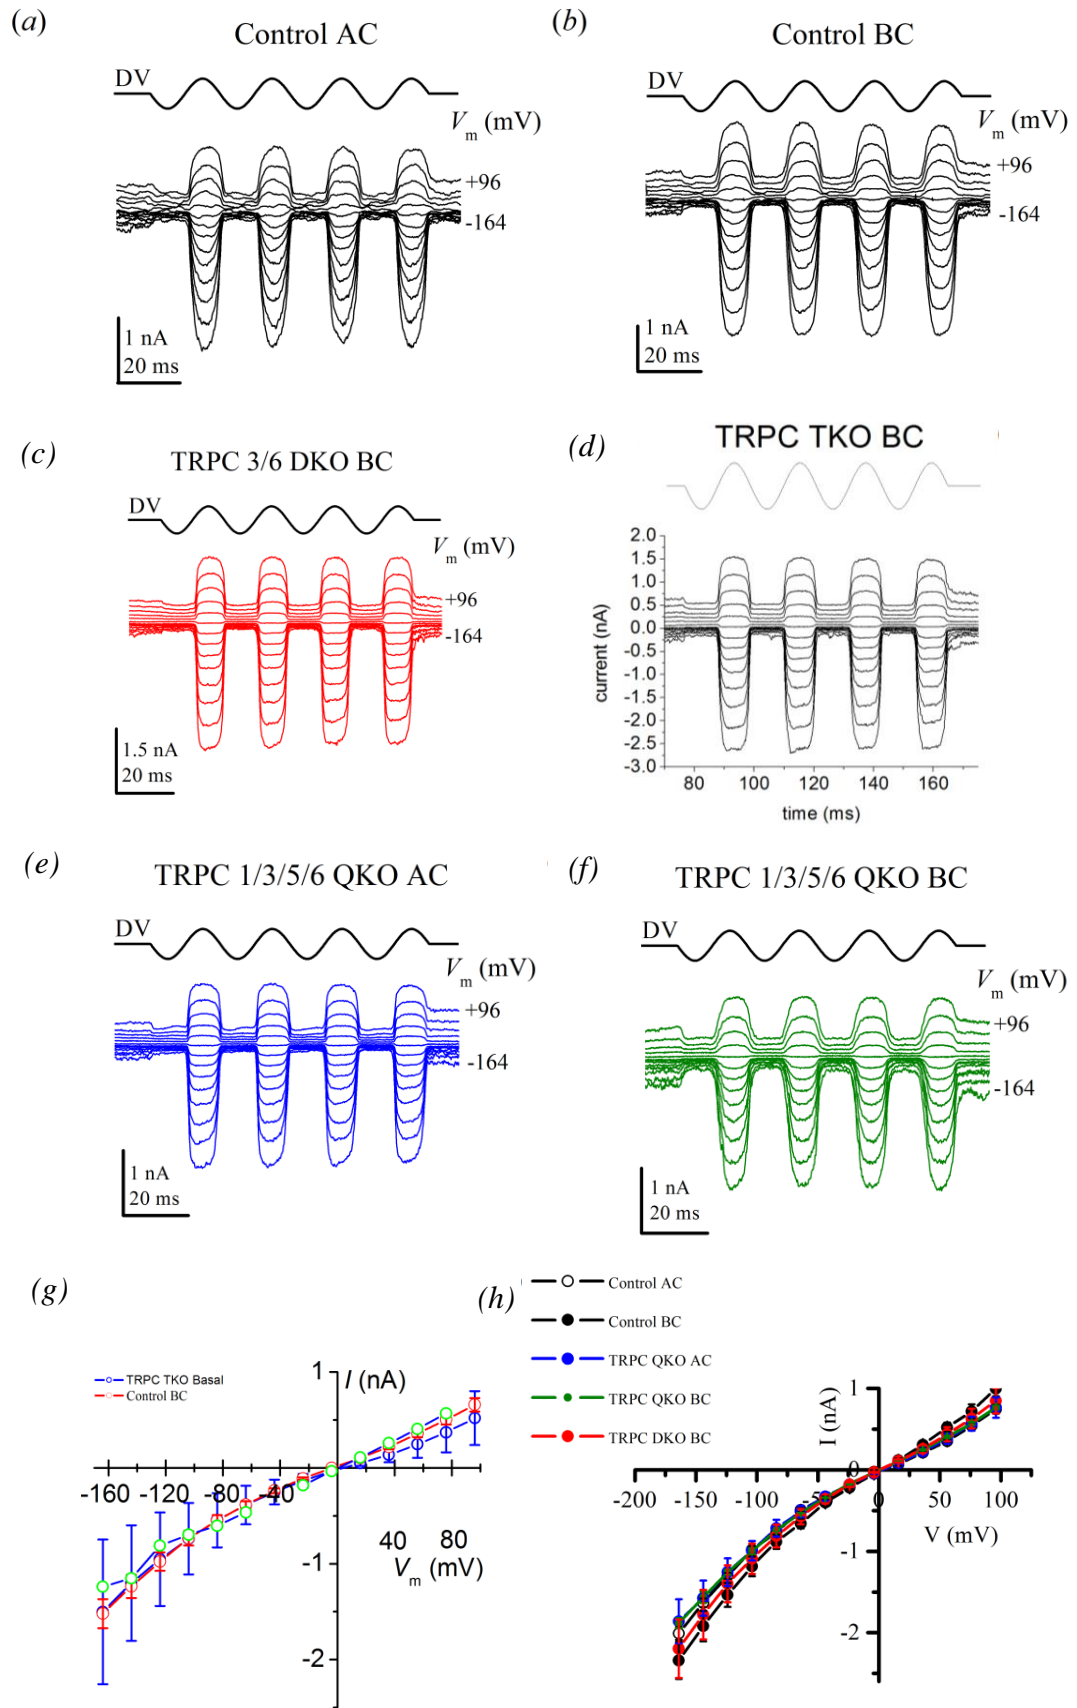 (a)
Control AC
DV
Vm (mV)
+96
-164
1 nA
20 ms
(b)
Control BC
DV
Vm (mV)
+96
-164
1 nA
20 ms
(c)
TRPC 3/6 DKO BC
DV
Vm (mV)
+96
-164
1.5 nA
20 ms
(d)
TRPC TKO BC
2.0
1.5
1.0
0.5
0.0
-0.5
-1.0
-1.5
-2.0
-2.5
-3.0
current (nA)
80 100 120 140 160
time (ms)
(e)
TRPC 1/3/5/6 QKO AC
DV
Vm (mV)
+96
-164
1 nA
20 ms
(f)
TRPC 1/3/5/6 QKO BC
DV
Vm (mV)
+96
-164
1 nA
20 ms
(g)
TRPC TKO Basal
Control BC
1
I (nA)
-160 -120 -80 -40
40 80
Vm (mV)
-1
-2
(h)
Control AC
Control BC
TRPC QKO AC
TRPC QKO BC
TRPC DKO BC
1
I (nA)
0
-200 -150 -100 -50 0 50 100
V (mV)
-1
-2